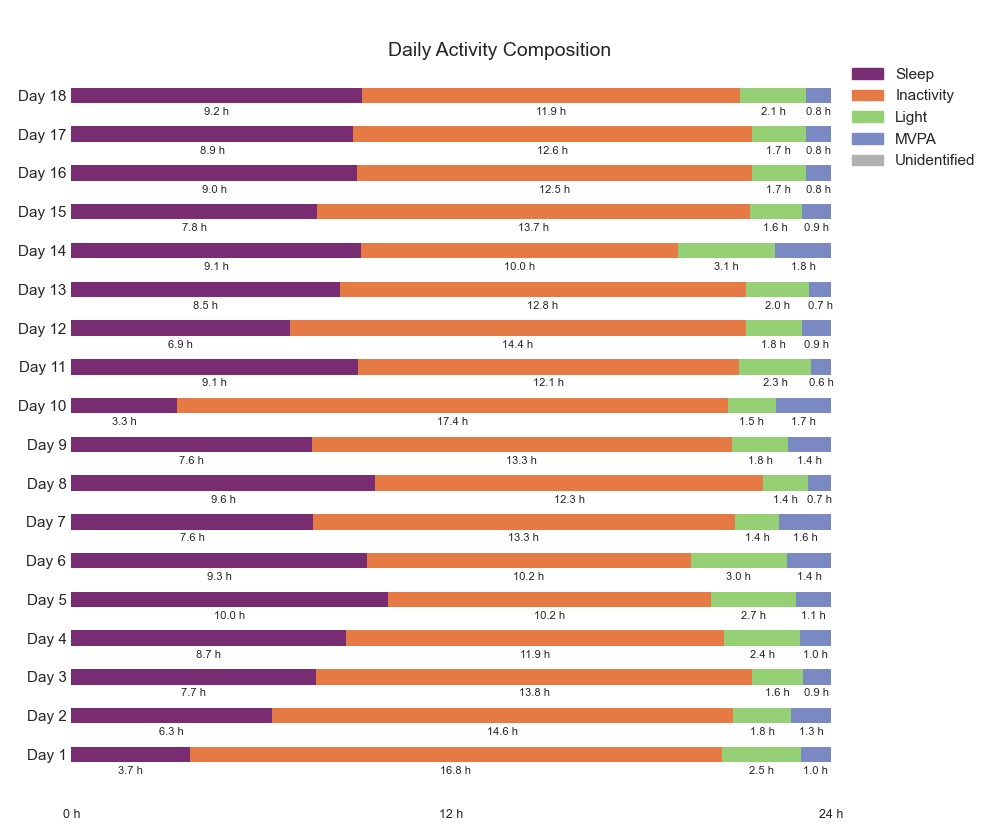 Daily Activity Composition
Sleep
Inactivity
Light
MVPA
Unidentified
Day 18
9.2 h 11.9 h 2.1 h 0.8 h
Day 17
8.9 h 12.6 h 1.7 h 0.8 h
Day 16
9.0 h 12.5 h 1.7 h 0.8 h
Day 15
7.8 h 13.7 h 1.6 h 0.9 h
Day 14
9.1 h 10.0 h 3.1 h 1.8 h
Day 13
8.5 h 12.8 h 2.0 h 0.7 h
Day 12
6.9 h 14.4 h 1.8 h 0.9 h
Day 11
9.1 h 12.1 h 2.3 h 0.6 h
Day 10
3.3 h 17.4 h 1.5 h 1.7 h
Day 9
7.6 h 13.3 h 1.8 h 1.4 h
Day 8
9.6 h 12.3 h 1.4 h 0.7 h
Day 7
7.6 h 13.3 h 1.4 h 1.6 h
Day 6
9.3 h 10.2 h 3.0 h 1.4 h
Day 5
10.0 h 10.2 h 2.7 h 1.1 h
Day 4
8.7 h 11.9 h 2.4 h 1.0 h
Day 3
7.7 h 13.8 h 1.6 h 0.9 h
Day 2
6.3 h 14.6 h 1.8 h 1.3 h
Day 1
3.7 h 16.8 h 2.5 h 1.0 h
0 h 12 h 24 h